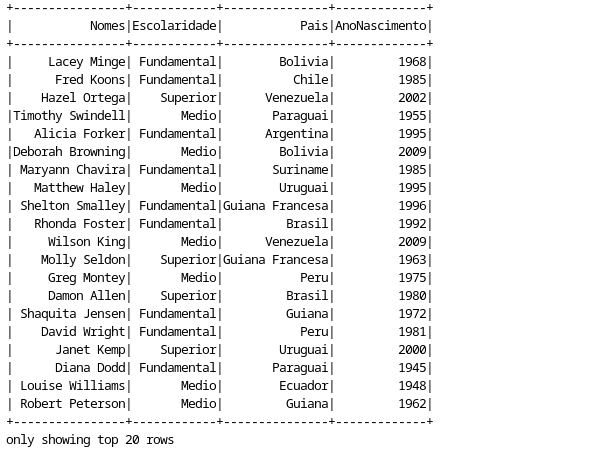 +----------------+------------+---------------+-------------+
|           Nomes|Escolaridade|           Pais|AnoNascimento|
+----------------+------------+---------------+-------------+
|     Lacey Minge| Fundamental|        Bolivia|         1968|
|      Fred Koons| Fundamental|          Chile|         1985|
|    Hazel Ortega|    Superior|      Venezuela|         2002|
|Timothy Swindell|       Medio|       Paraguai|         1955|
|   Alicia Forker| Fundamental|      Argentina|         1995|
|Deborah Browning|       Medio|        Bolivia|         2009|
| Maryann Chavira| Fundamental|       Suriname|         1985|
|   Matthew Haley|       Medio|        Uruguai|         1995|
| Shelton Smalley| Fundamental|Guiana Francesa|         1996|
|   Rhonda Foster| Fundamental|         Brasil|         1992|
|     Wilson King|       Medio|      Venezuela|         2009|
|    Molly Seldon|    Superior|Guiana Francesa|         1963|
|     Greg Montey|       Medio|           Peru|         1975|
|     Damon Allen|    Superior|         Brasil|         1980|
| Shaquita Jensen| Fundamental|         Guiana|         1972|
|    David Wright| Fundamental|           Peru|         1981|
|      Janet Kemp|    Superior|        Uruguai|         2000|
|      Diana Dodd| Fundamental|       Paraguai|         1945|
| Louise Williams|       Medio|        Ecuador|         1948|
| Robert Peterson|       Medio|         Guiana|         1962|
+----------------+------------+---------------+-------------+
only showing top 20 rows